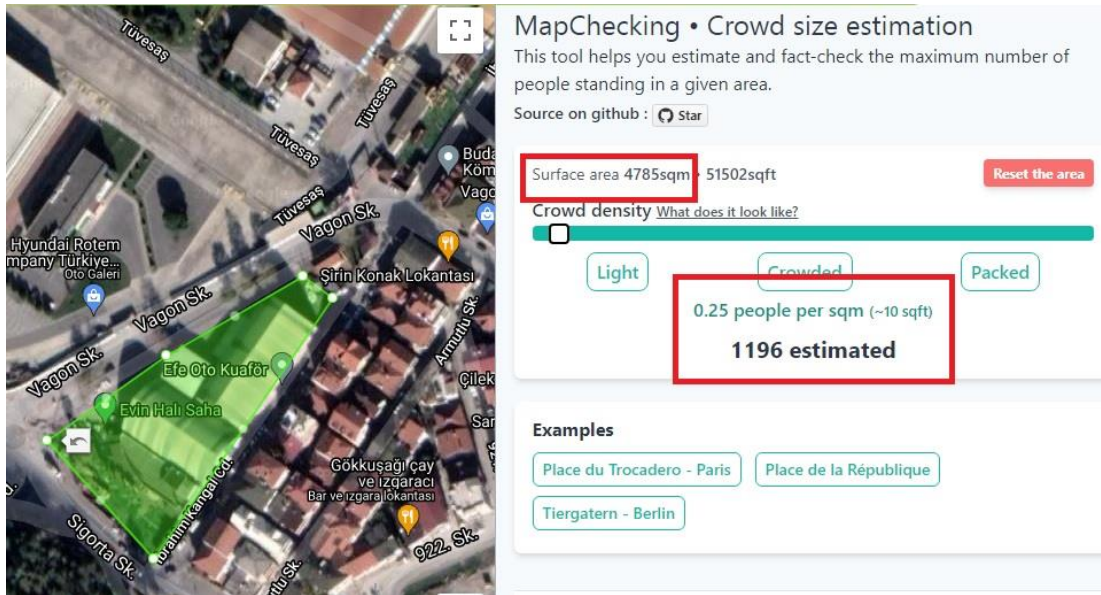 Tüvesaş
Tüvesaş
Tüvesaş
Tüvesaş
Buda
Köm
Vago
Vagon Sk.
Hyundai Rotem
mpany Türkiye...
Oto Galeri
Şirin Konak Lokantası
Vagon Sk.
Armutlu Sk.
Vagon Sk.
Efe Oto Kuaför
Çilek
Evin Halı Saha
Sar
Gökkuşağı çay
ve ızgaracı
Bar ve ızgara lokantası
İbrahim Kangal Cd.
Sigorta Sk.
922. Sk.
utlu Sk.
MapChecking • Crowd size estimation
This tool helps you estimate and fact-check the maximum number of
people standing in a given area.
Source on github : Star
Surface area 4785sqm • 51502sqft
Reset the area
Crowd density What does it look like?
Light Crowded Packed
0.25 people per sqm (~10 sqft)
1196 estimated
Examples
Place du Trocadero - Paris Place de la République
Tiergatern - Berlin